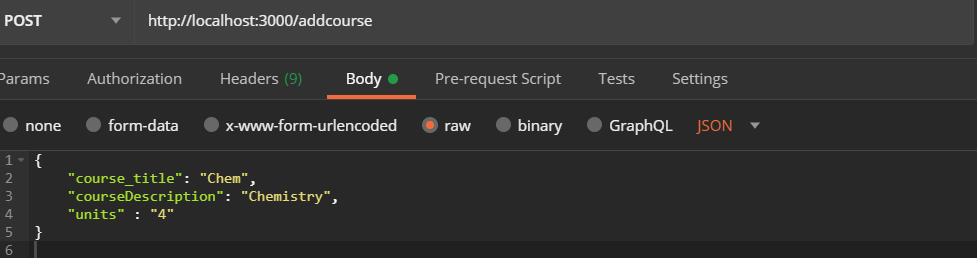 POST http://localhost:3000/addcourse
Params Authorization Headers (9) Body Pre-request Script Tests Settings
none form-data x-www-form-urlencoded raw binary GraphQL JSON
1 {
2 "course_title": "Chem",
3 "courseDescription": "Chemistry",
4 "units" : "4"
5 }
6